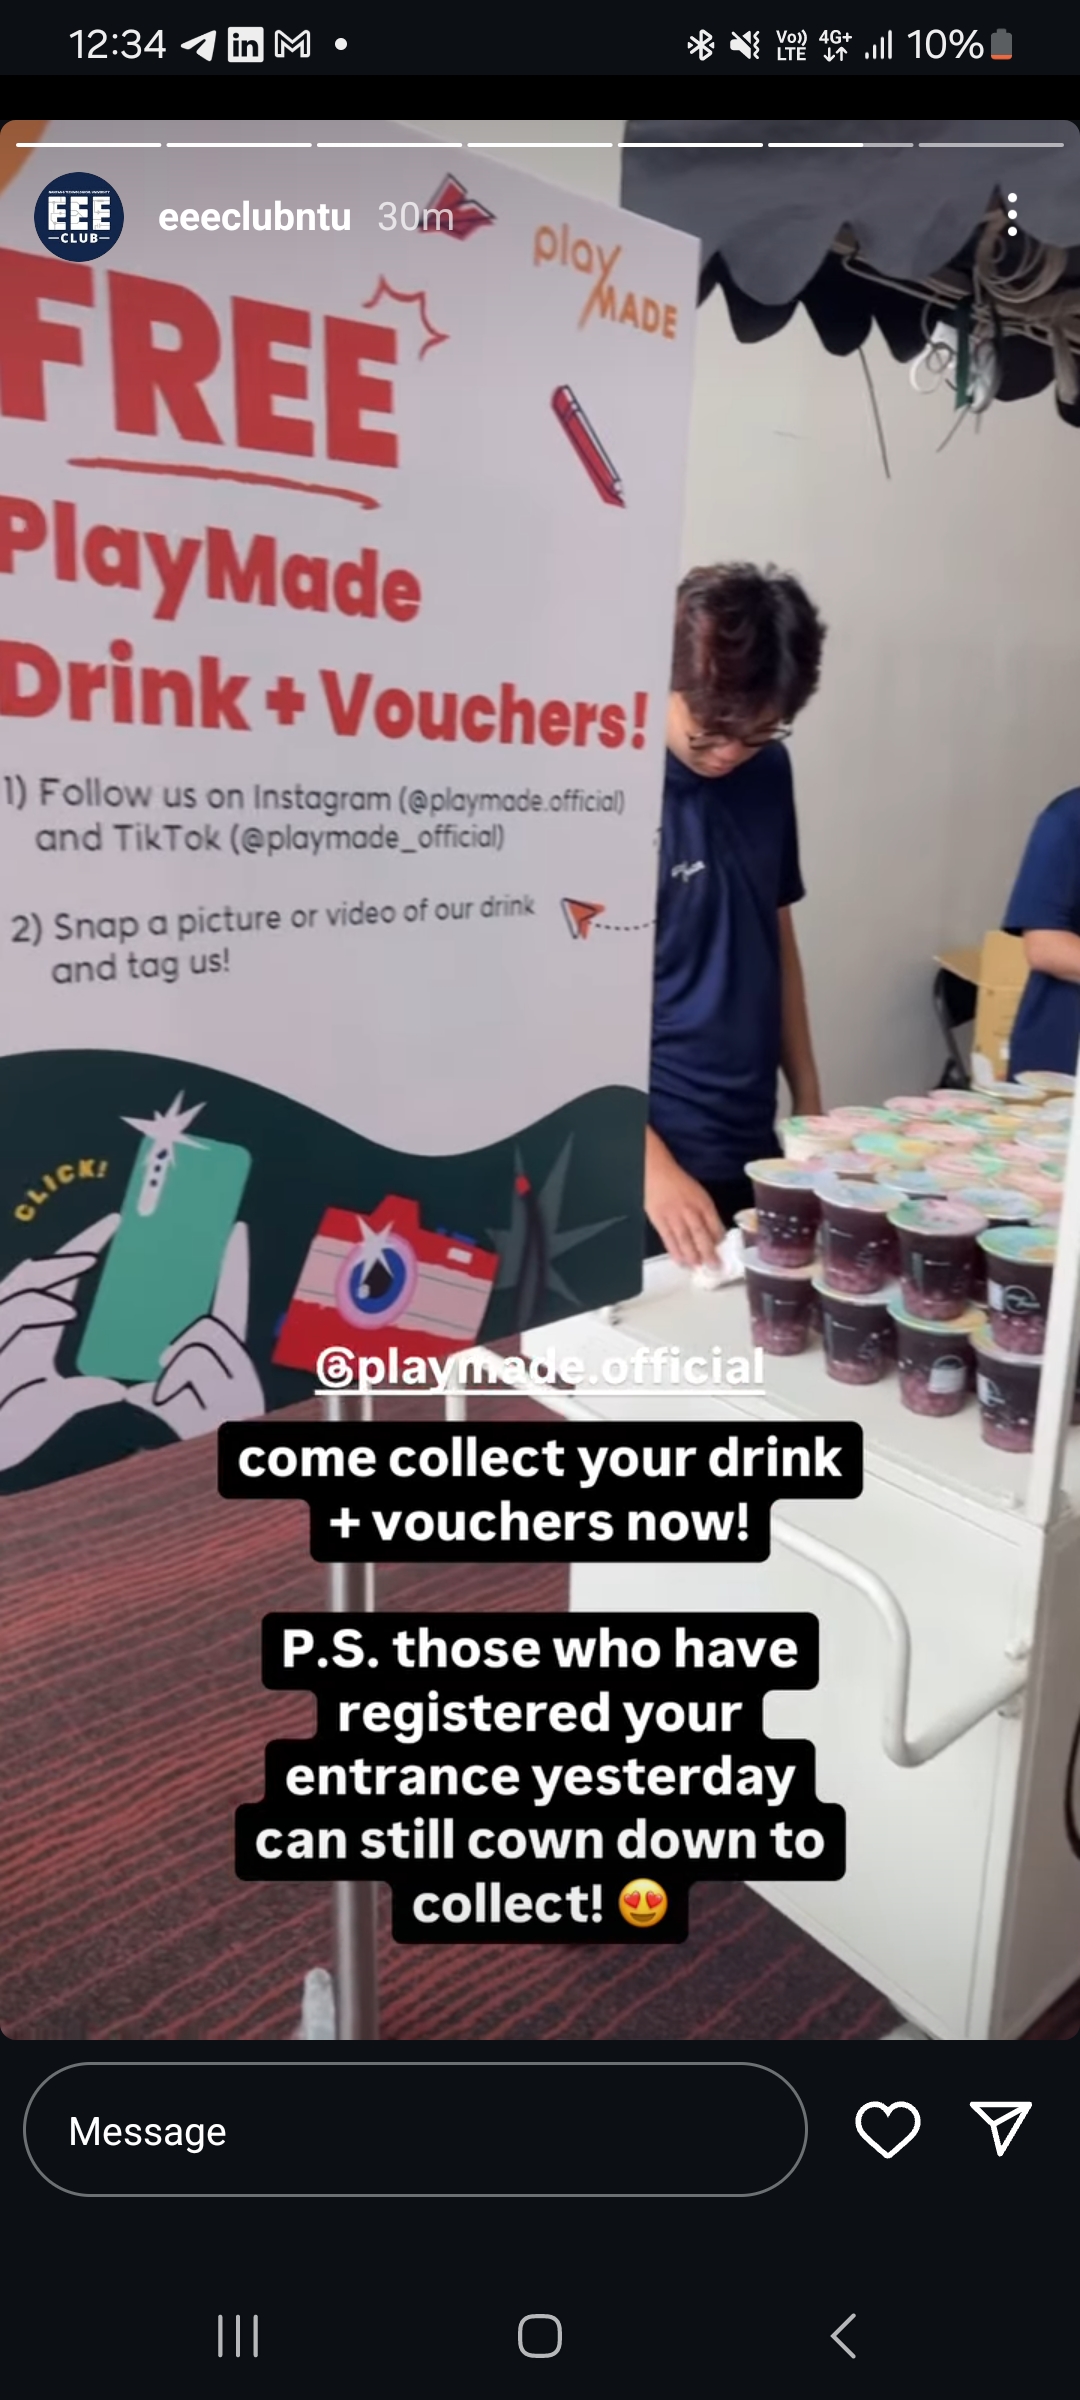 12:34
Vo)) LTE 4G+ 10%
EEE
CLUB
eeeclubntu 30m
play
MADE
FREE
PlayMade
Drink + Vouchers!
1) Follow us on Instagram (@playmade.official)
and TikTok (@playmade_official)
2) Snap a picture or video of our drink
and tag us!
CLICK!
@playmade.official
come collect your drink
+ vouchers now!
P.S. those who have
registered your
entrance yesterday
can still cown down to
collect! 😍
Message